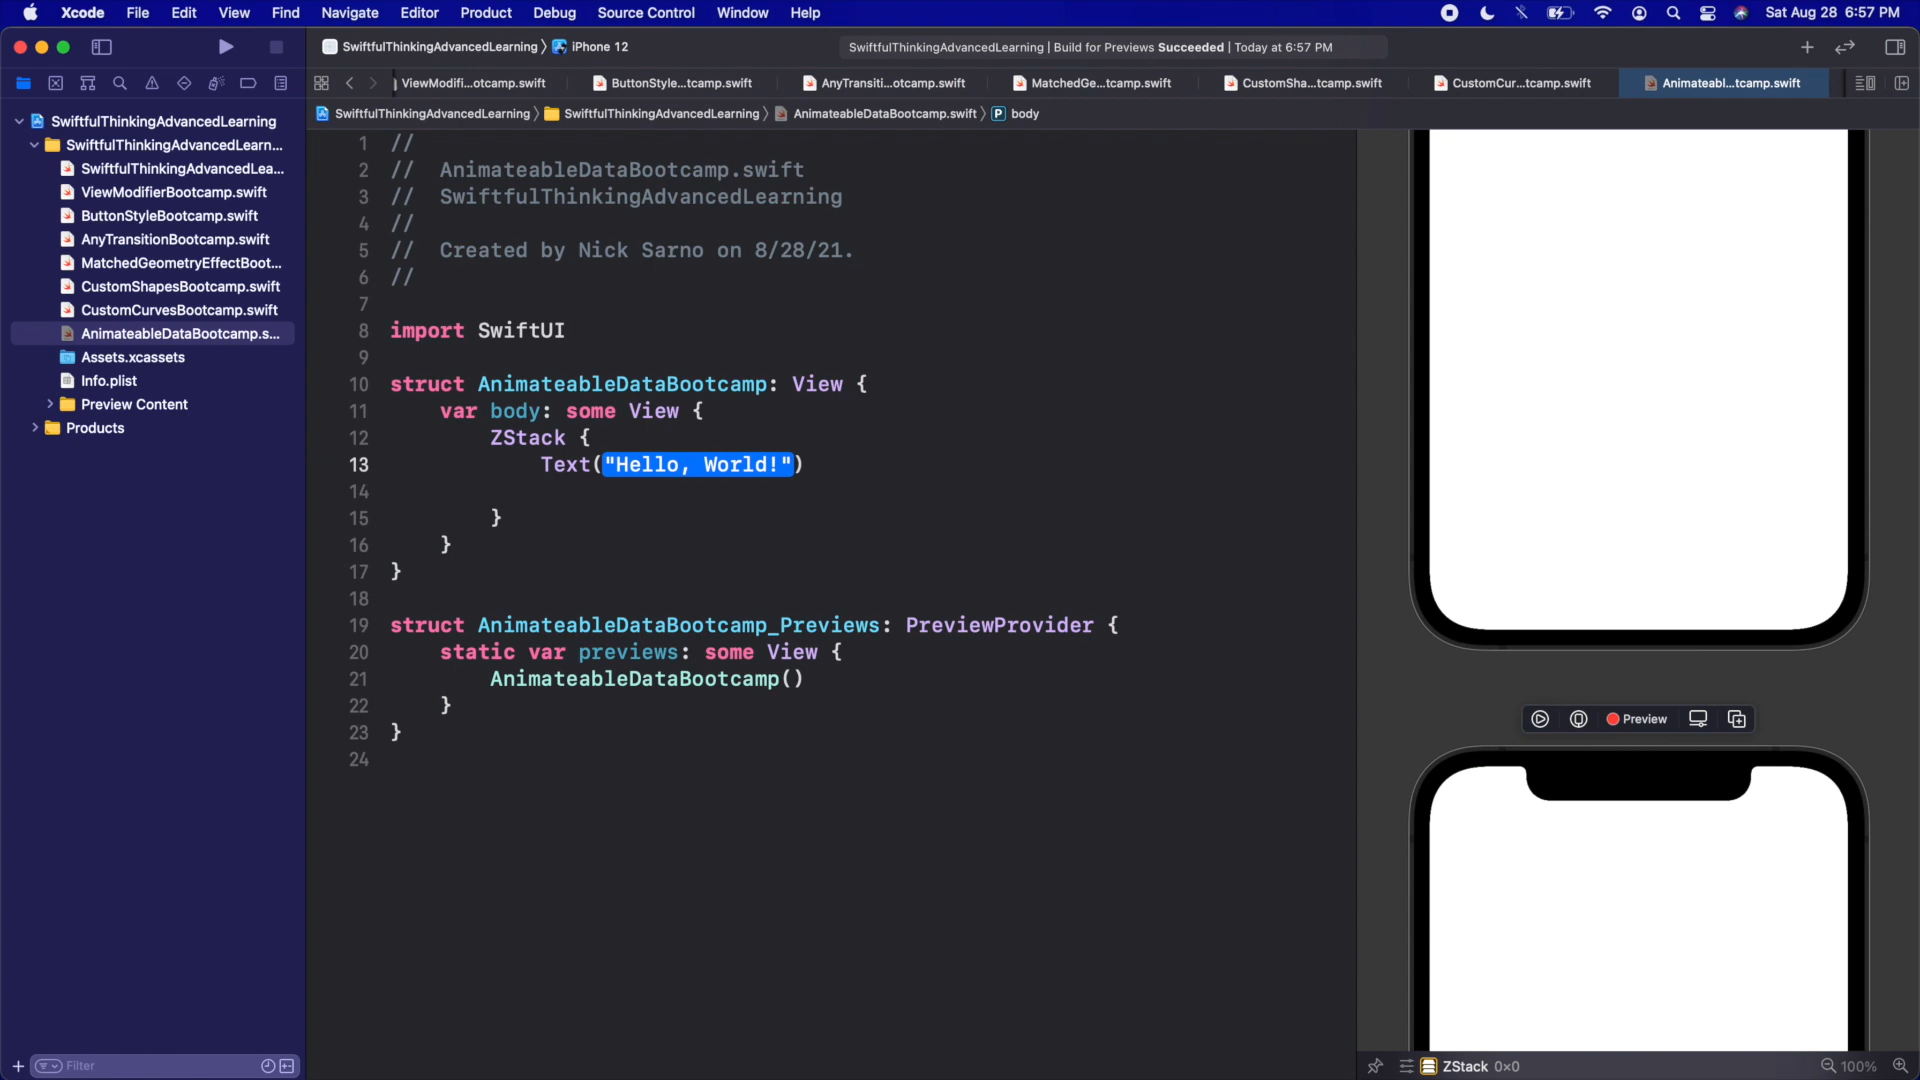 Xcode File Edit View Find Navigate Editor Product Debug Source Control Window Help Sat Aug 28 6:57 PM
SwiftfulThinkingAdvancedLearning iPhone 12 SwiftfulThinkingAdvancedLearning | Build for Previews Succeeded | Today at 6:57 PM
ViewModifi...otcamp.swift ButtonStyle...tcamp.swift AnyTransiti...otcamp.swift MatchedGe...tcamp.swift CustomSha...tcamp.swift CustomCur...tcamp.swift Animateabl...tcamp.swift
SwiftfulThinkingAdvancedLearning SwiftfulThinkingAdvancedLearning AnimateableDataBootcamp.swift P body
SwiftfulThinkingAdvancedLearning
SwiftfulThinkingAdvancedLearn...
SwiftfulThinkingAdvancedLea...
ViewModifierBootcamp.swift
ButtonStyleBootcamp.swift
AnyTransitionBootcamp.swift
MatchedGeometryEffectBoot...
CustomShapesBootcamp.swift
CustomCurvesBootcamp.swift
AnimateableDataBootcamp.s...
Assets.xcassets
Info.plist
Preview Content
Products
Filter
1 //
2 // AnimateableDataBootcamp.swift
3 // SwiftfulThinkingAdvancedLearning
4 //
5 // Created by Nick Sarno on 8/28/21.
6 //
7
8 import SwiftUI
9
10 struct AnimateableDataBootcamp: View {
11 var body: some View {
12 ZStack {
13 Text("Hello, World!")
14
15 }
16 }
17 }
18
19 struct AnimateableDataBootcamp_Previews: PreviewProvider {
20 static var previews: some View {
21 AnimateableDataBootcamp()
22 }
23 }
24
Preview
ZStack 0×0 100%